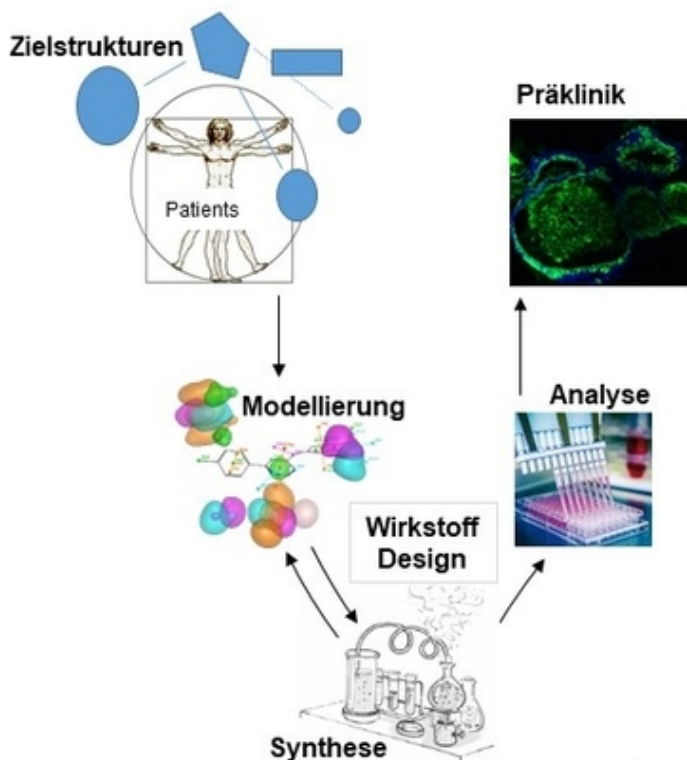 Zielstrukturen
Patients
Präklinik
Modellierung
Analyse
Wirkstoff
Design
Synthese